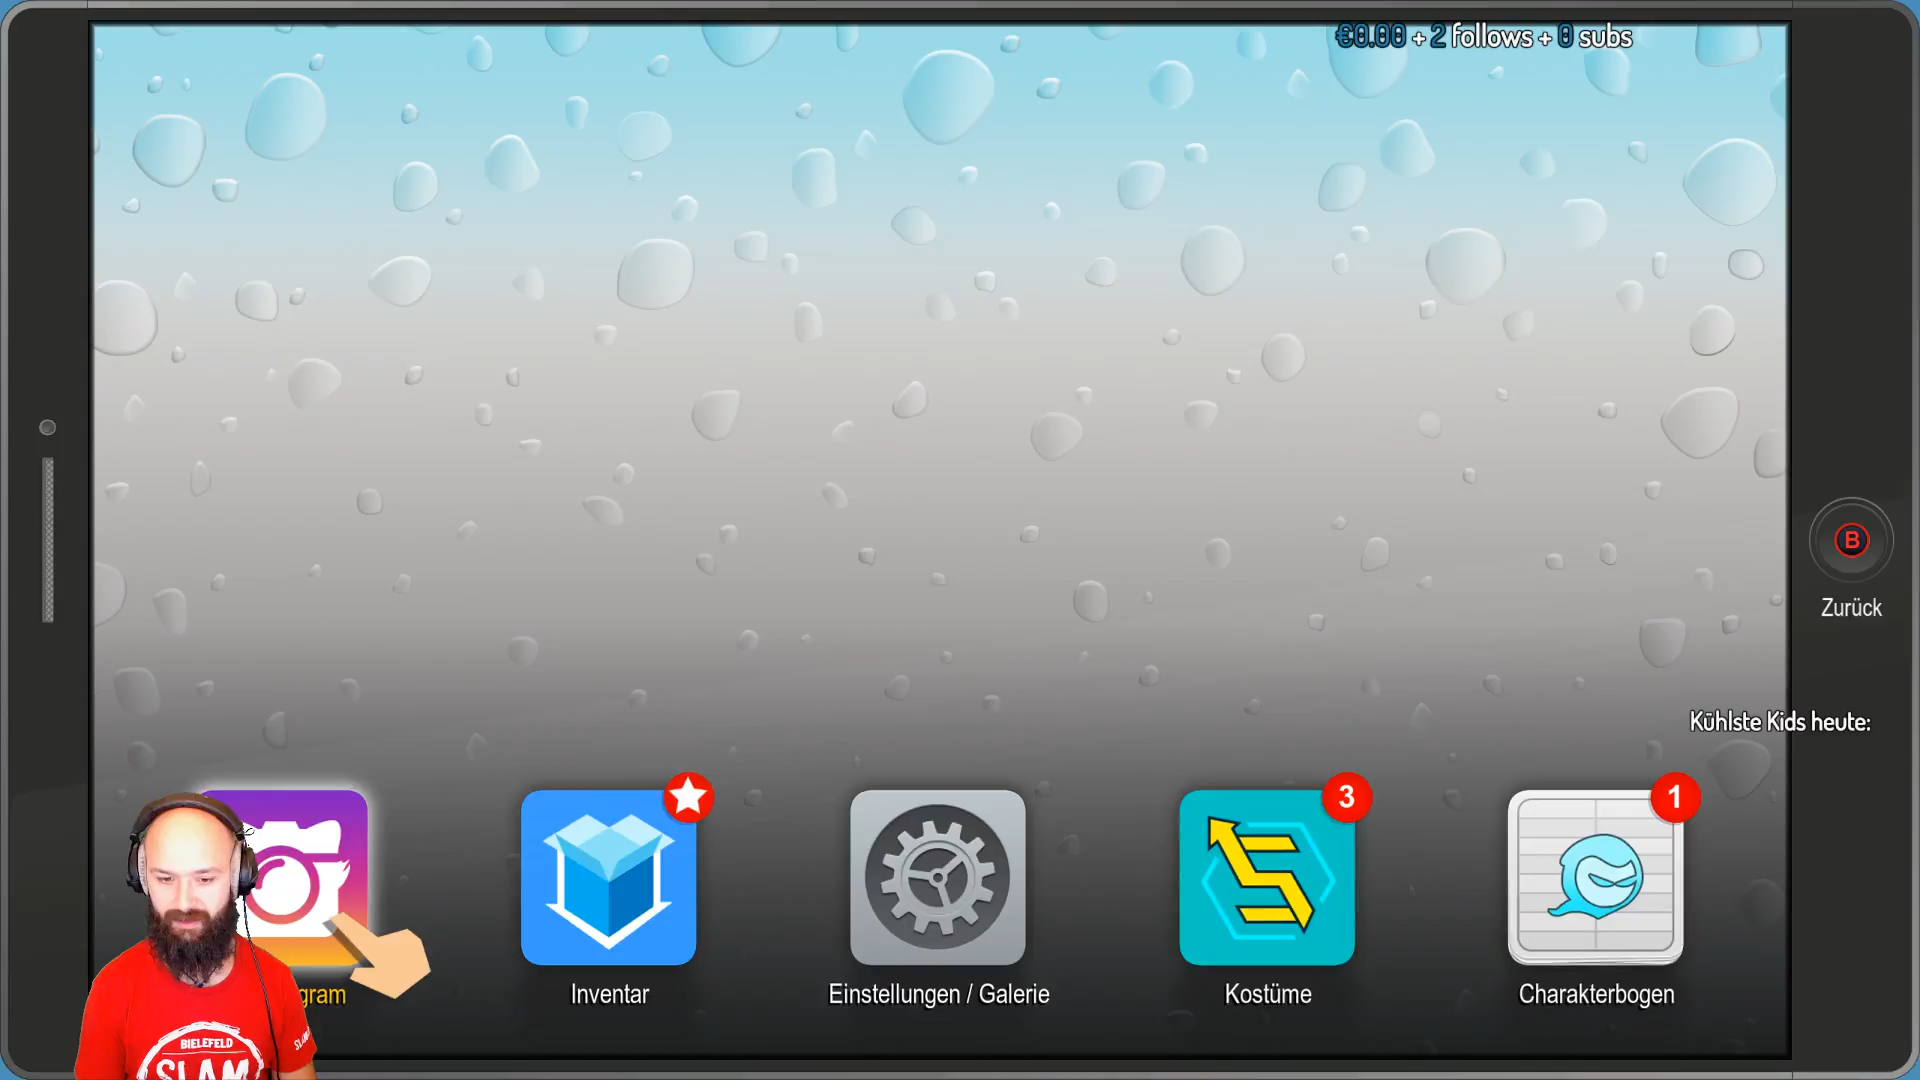 €0.00 + 2 follows + 0 subs
B
Zurück
Kühlste Kids heute:
3
1
gram
Inventar
Einstellungen / Galerie
Kostüme
Charakterbogen
BIELEFELD
SLAM